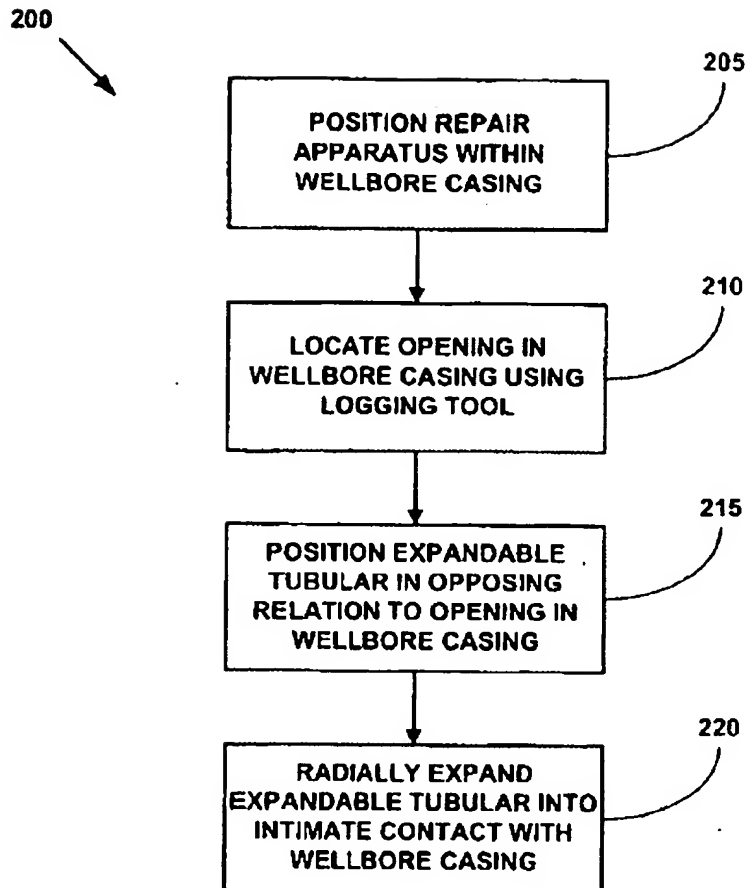 200
205
POSITION REPAIR
APPARATUS WITHIN
WELLBORE CASING
210
LOCATE OPENING IN
WELLBORE CASING USING
LOGGING TOOL
215
POSITION EXPANDABLE
TUBULAR IN OPPOSING
RELATION TO OPENING IN
WELLBORE CASING
220
RADIALLY EXPAND
EXPANDABLE TUBULAR INTO
INTIMATE CONTACT WITH
WELLBORE CASING